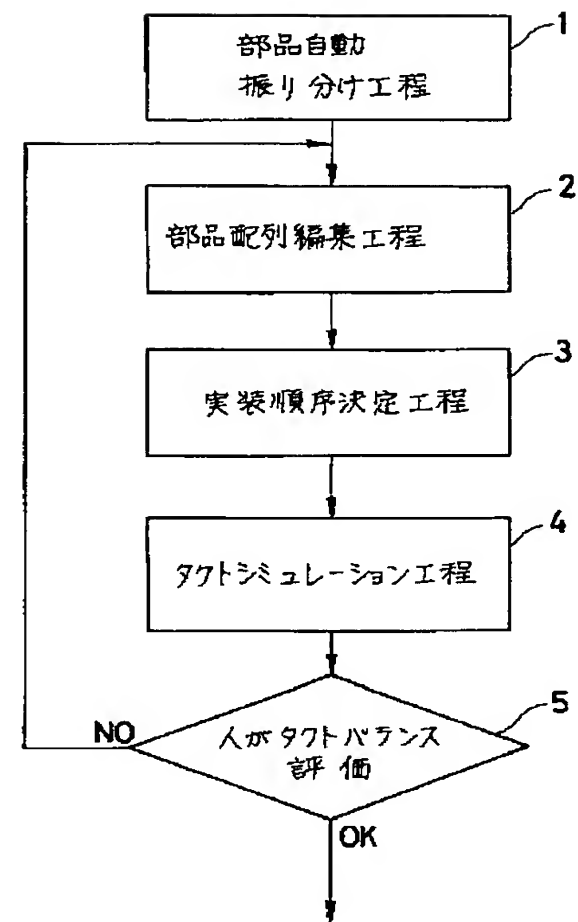 部品自動
振り分け工程
1
部品配列編集工程
2
実装順序決定工程
3
タクトシミュレーション工程
4
人がタクトバランス
評価
5
NO
OK